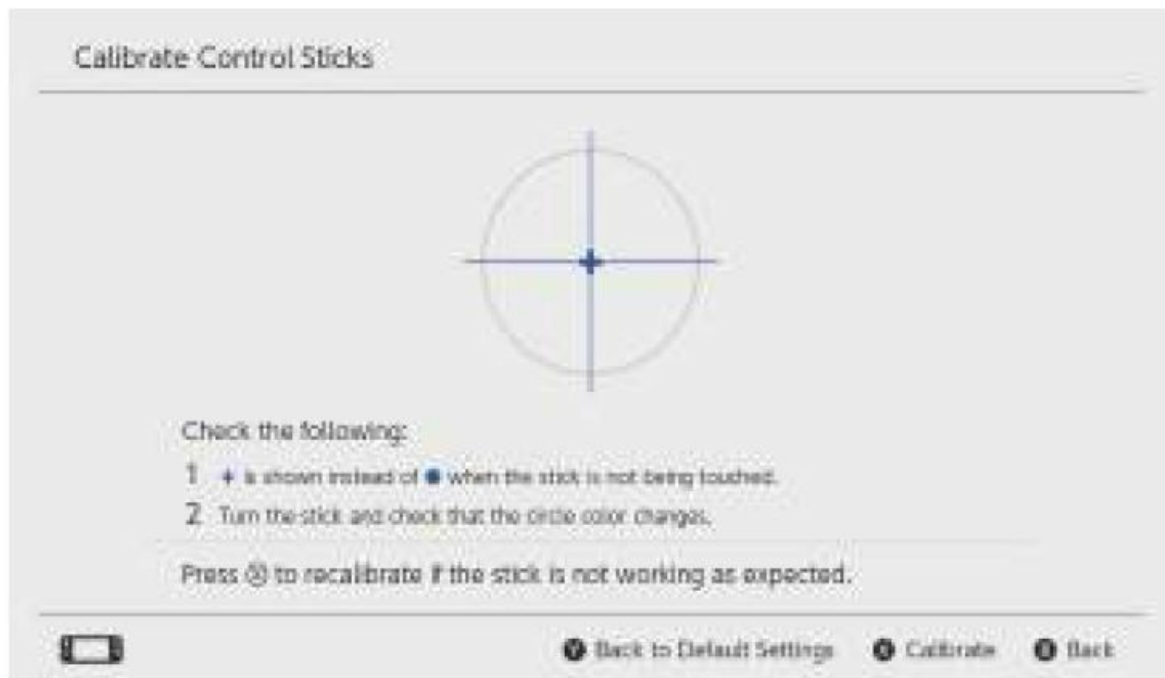 Calibrate Control Sticks
Check the following:
1 + is shown instead of ● when the stick is not being touched.
2 Turn the stick and check that the circle color changes.
Press Ⓧ to recalibrate if the stick is not working as expected.
Ⓨ Back to Default Settings Ⓧ Calibrate Ⓑ Back